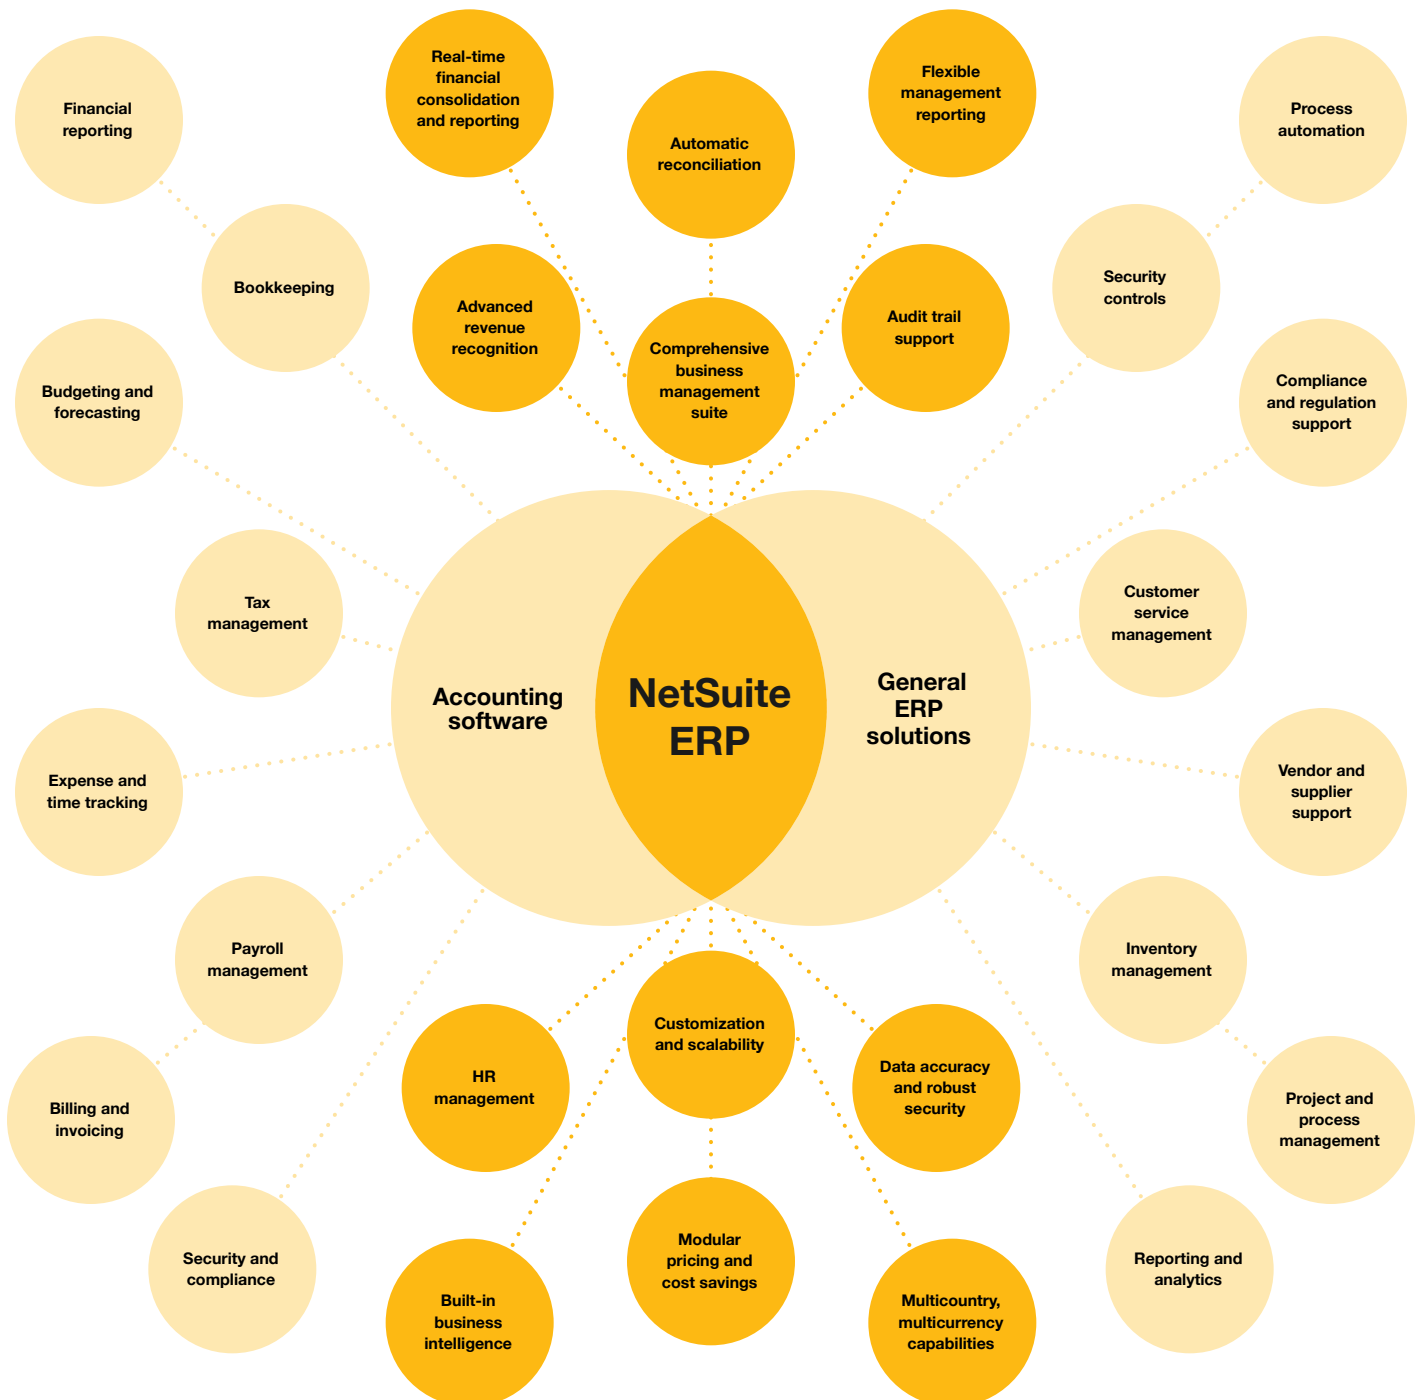 Real-time
financial
consolidation
and reporting
Flexible
management
reporting
Financial
reporting
Process
automation
Automatic
reconciliation
Bookkeeping
Security
controls
Advanced
revenue
recognition
Audit trail
support
Comprehensive
business
management
suite
Budgeting and
forecasting
Compliance
and regulation
support
Tax
management
Customer
service
management
Accounting
software
NetSuite
ERP
General
ERP
solutions
Expense and
time tracking
Vendor and
supplier
support
Payroll
management
Inventory
management
Customization
and scalability
HR
management
Data accuracy
and robust
security
Billing and
invoicing
Project and
process
management
Security and
compliance
Modular
pricing and
cost savings
Reporting and
analytics
Built-in
business
intelligence
Multicountry,
multicurrency
capabilities